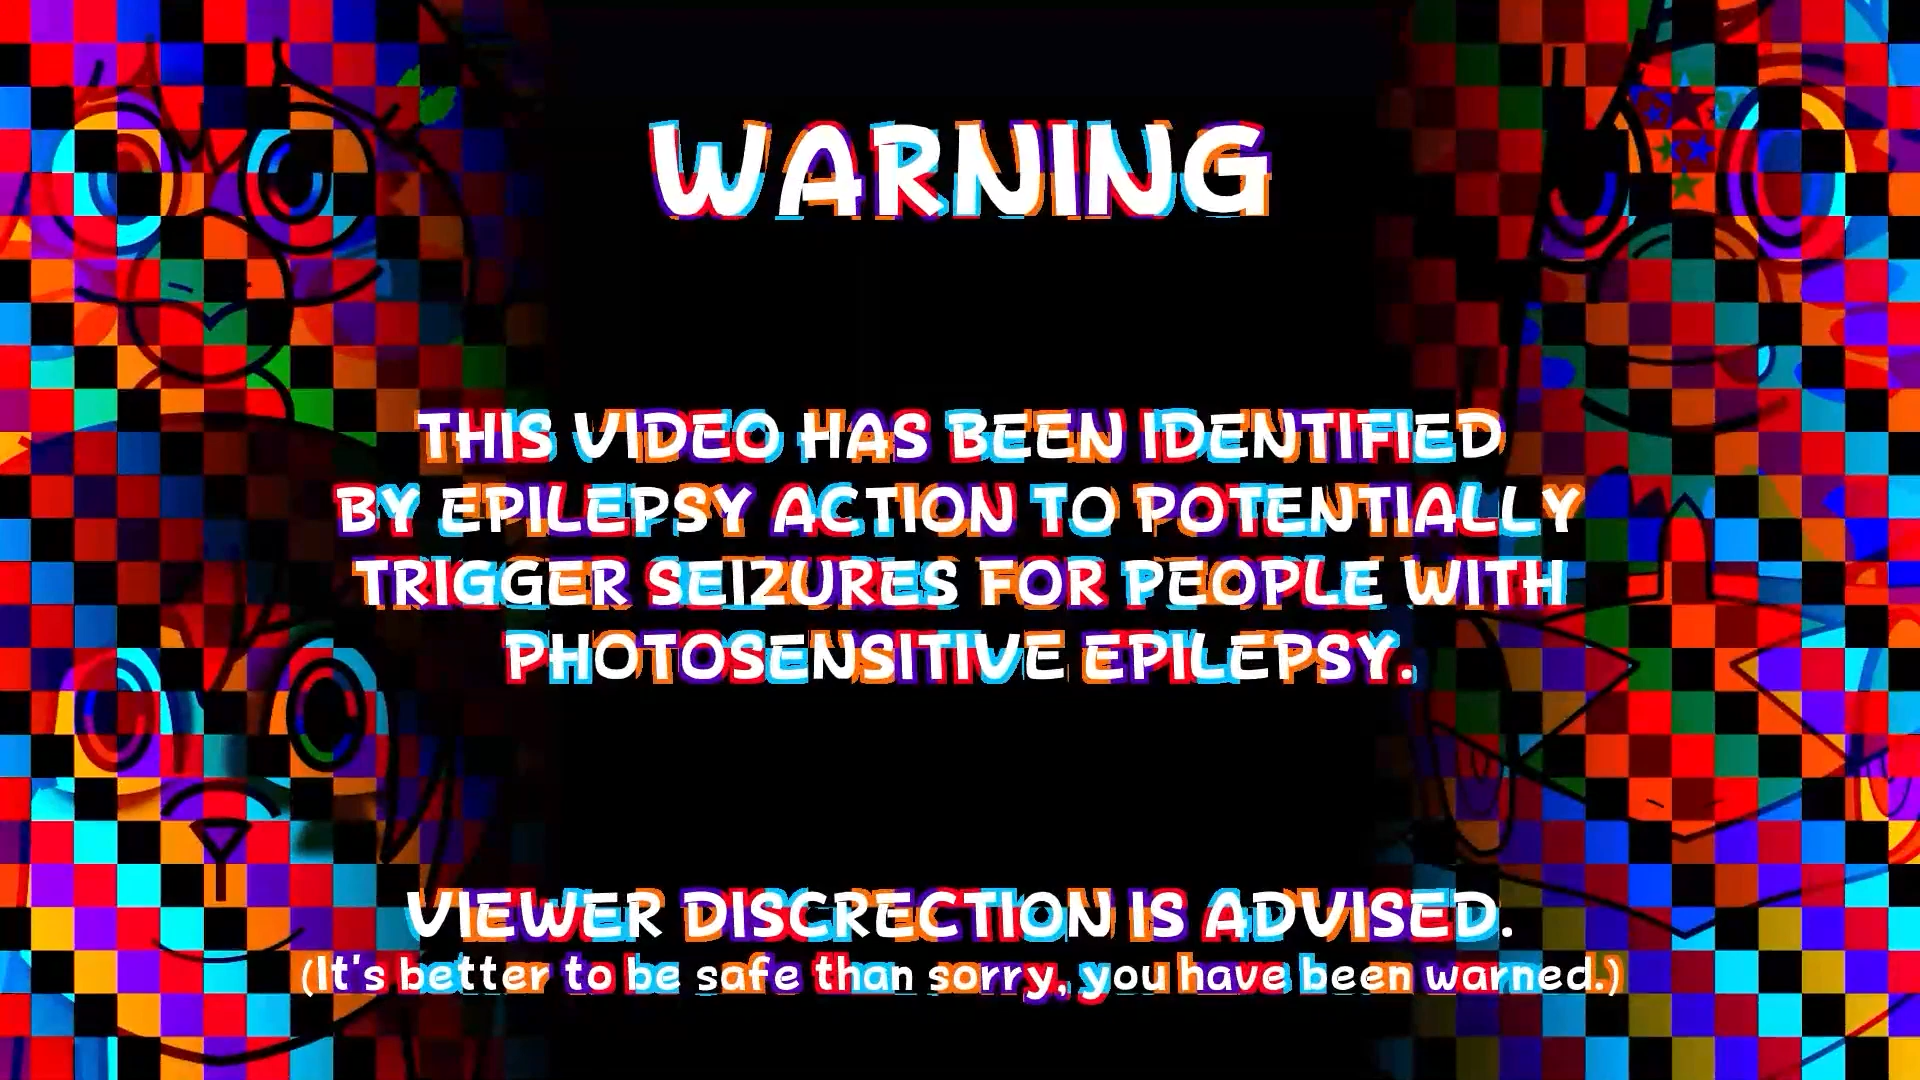 WARNING
THIS VIDEO HAS BEEN IDENTIFIED
BY EPILEPSY ACTION TO POTENTIALLY
TRIGGER SEIZURES FOR PEOPLE WITH
PHOTOSENSITIVE EPILEPSY.
VIEWER DISCRECTION IS ADVISED.
(It's better to be safe than sorry, you have been warned.)